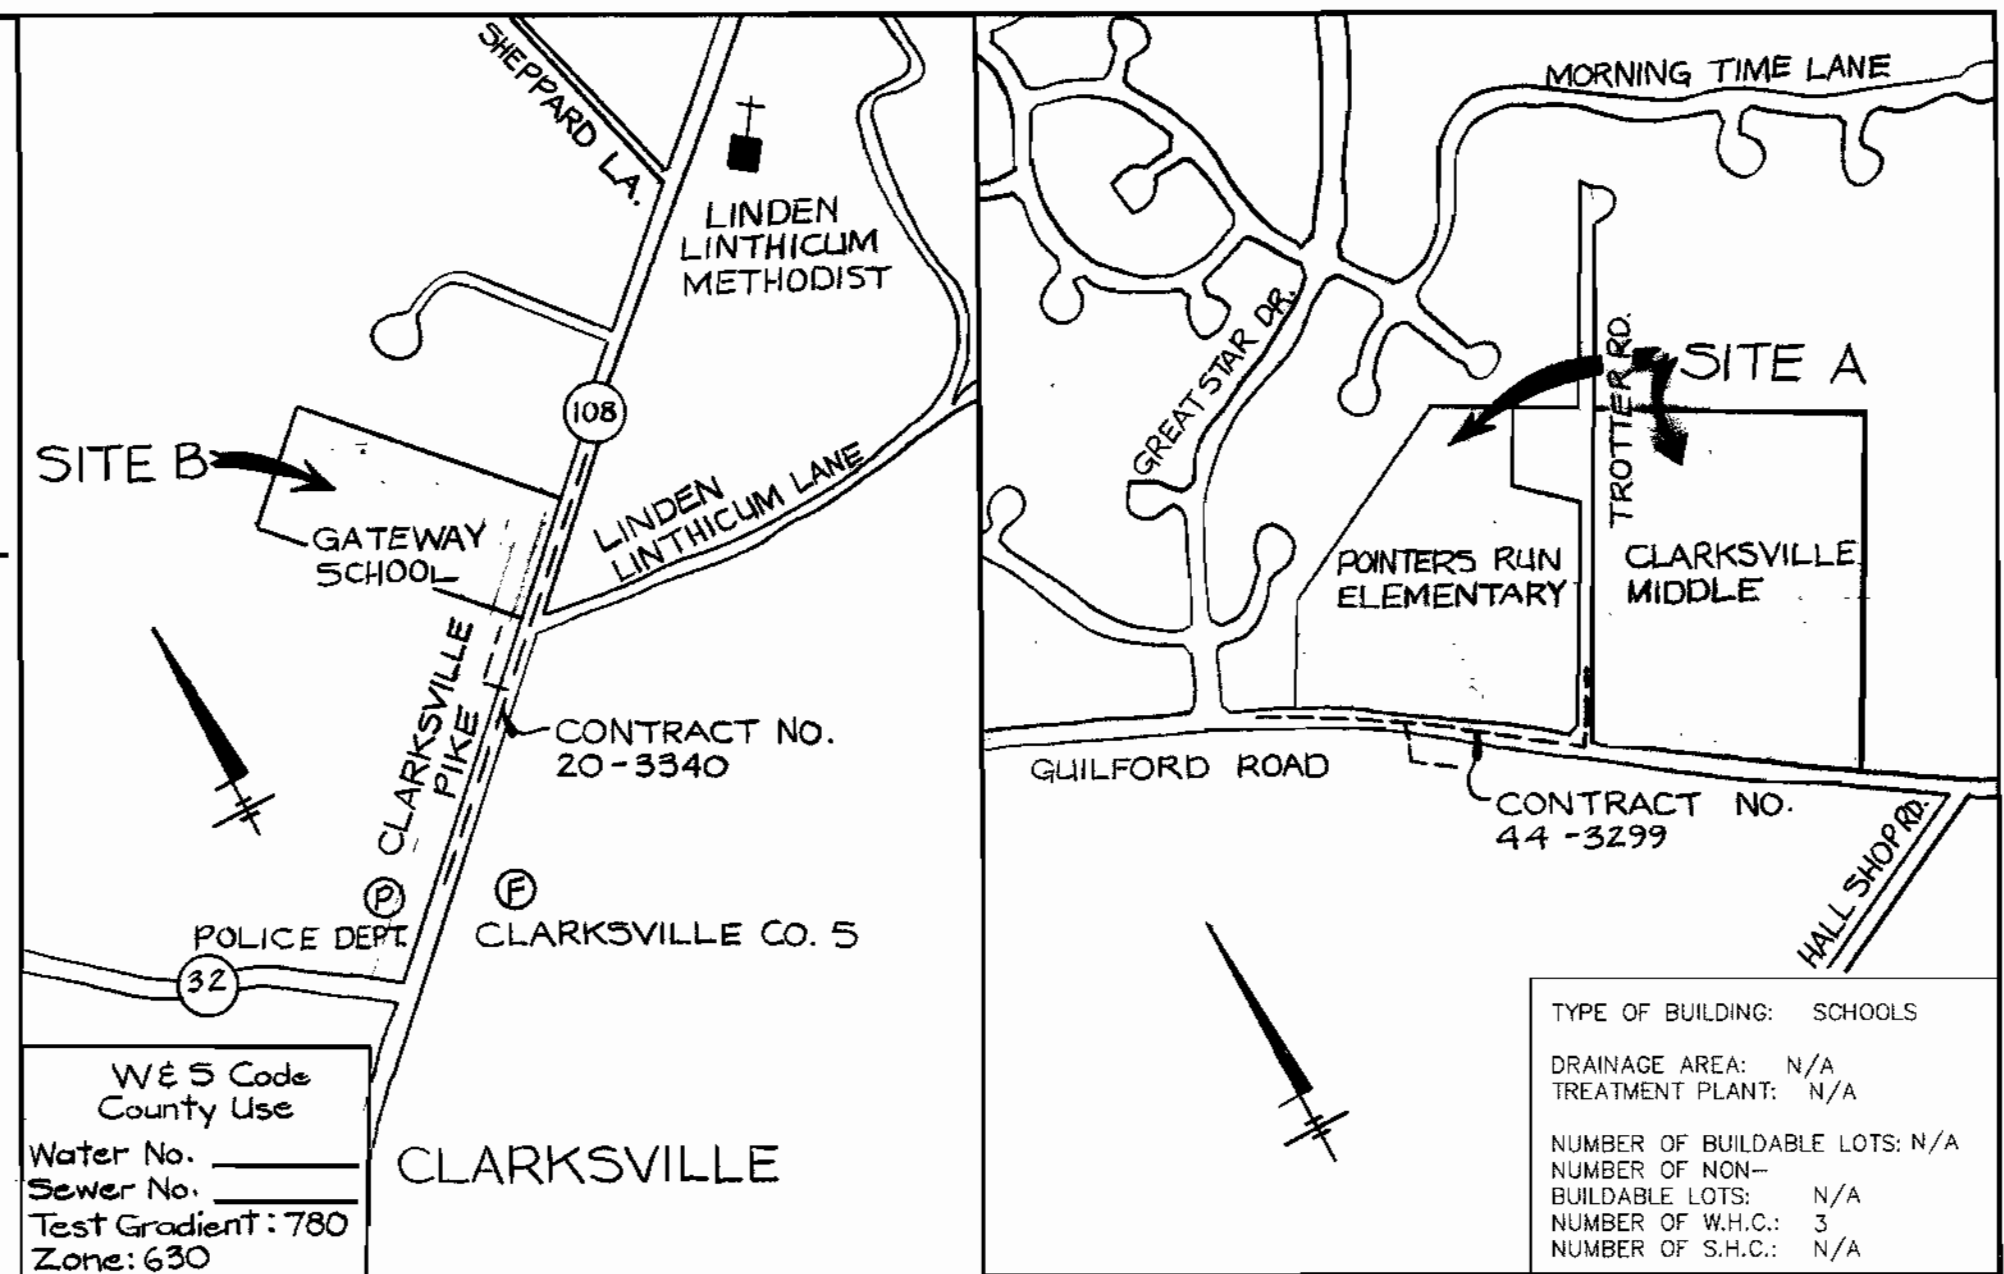 SHEPPARD LA.
LINDEN
LINTHICUM
METHODIST
108
SITE B
GATEWAY
SCHOOL
LINDEN
LINTHICUM LANE
CLARKSVILLE
PIKE
CONTRACT NO.
20-3340
P
F
POLICE DEPT.
CLARKSVILLE CO. 5
32
W & S Code
County Use
Water No.
Sewer No.
Test Gradient: 780
Zone: 630
CLARKSVILLE
MORNING TIME LANE
GREAT STAR DR.
TROTTER RD.
SITE A
POINTERS RUN
ELEMENTARY
CLARKSVILLE
MIDDLE
GUILFORD ROAD
CONTRACT NO.
44-3299
HALL SHOP RD.
TYPE OF BUILDING: SCHOOLS
DRAINAGE AREA: N/A
TREATMENT PLANT: N/A
NUMBER OF BUILDABLE LOTS: N/A
NUMBER OF NON-
BUILDABLE LOTS: N/A
NUMBER OF W.H.C.: 3
NUMBER OF S.H.C.: N/A